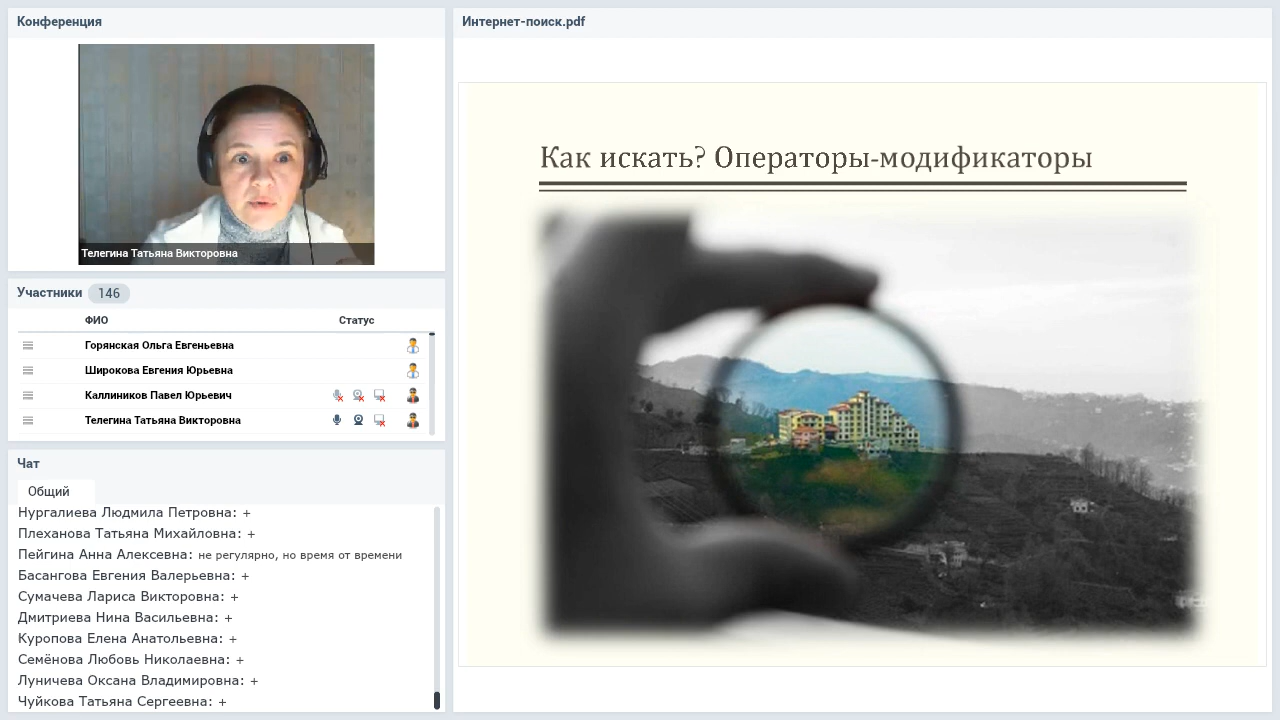 Конференция
Телегина Татьяна Викторовна
Участники 146
ФИО Статус
Горянская Ольга Евгеньевна
Широкова Евгения Юрьевна
Каллиников Павел Юрьевич
Телегина Татьяна Викторовна
Чат
Общий
Нургалиева Людмила Петровна: +
Плеханова Татьяна Михайловна: +
Пейгина Анна Алексевна: не регулярно, но время от времени
Басангова Евгения Валерьевна: +
Сумачева Лариса Викторовна: +
Дмитриева Нина Васильевна: +
Куропова Елена Анатольевна: +
Семёнова Любовь Николаевна: +
Луничева Оксана Владимировна: +
Чуйкова Татьяна Сергеевна: +
Интернет-поиск.pdf
Как искать? Операторы-модификаторы